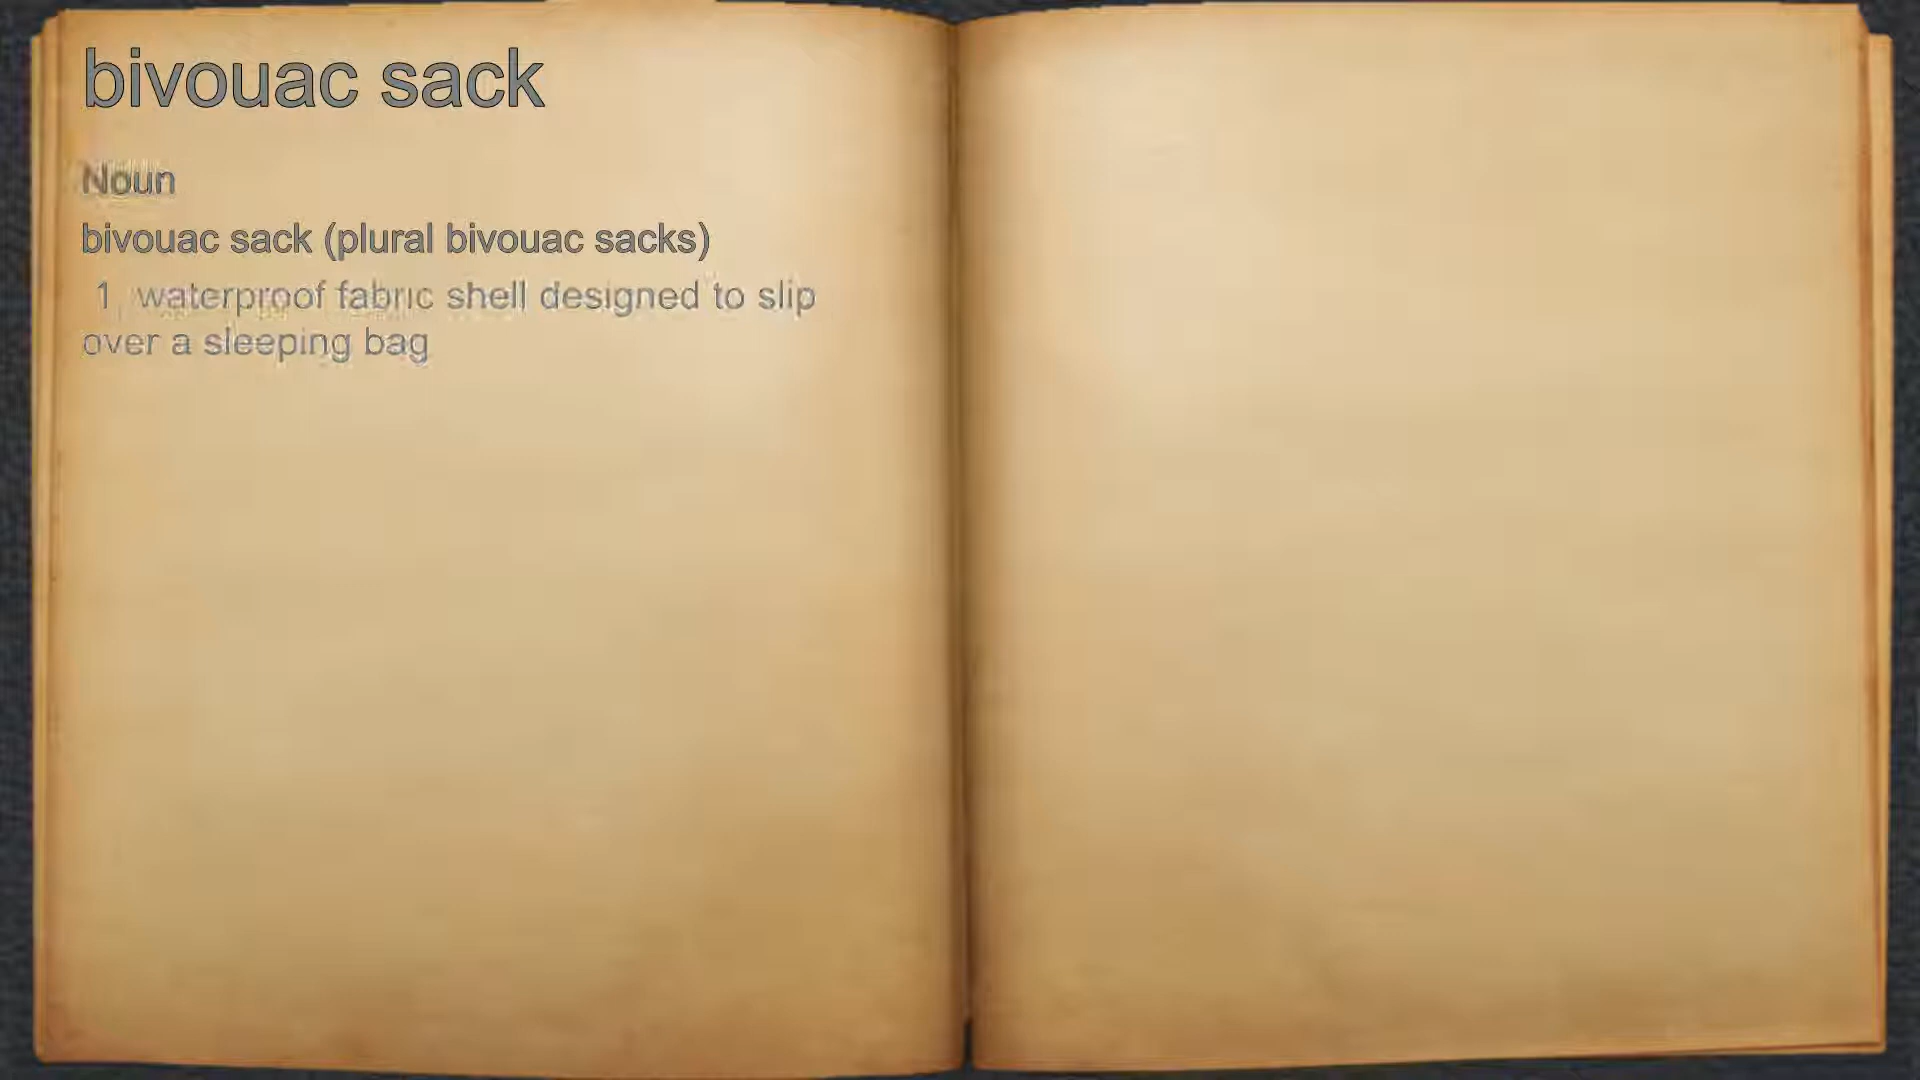 bivouac sack
Noun
bivouac sack (plural bivouac sacks)
1. waterproof fabric shell designed to slip
over a sleeping bag